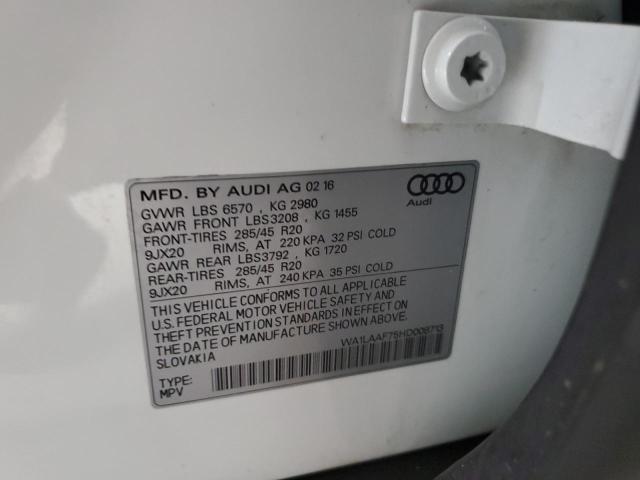 MFD. BY AUDI AG 02 16
Audi
GVWR LBS 6570 , KG 2980
GAWR FRONT LBS3208 , KG 1455
FRONT-TIRES 285/45 R20
9JX20 RIMS, AT 220 KPA 32 PSI COLD
GAWR REAR LBS3792 , KG 1720
REAR-TIRES 285/45 R20
9JX20 RIMS, AT 240 KPA 35 PSI COLD
THIS VEHICLE CONFORMS TO ALL APPLICABLE
U.S. FEDERAL MOTOR VEHICLE SAFETY AND
THEFT PREVENTION STANDARDS IN EFFECT ON
THE DATE OF MANUFACTURE SHOWN ABOVE.
SLOVAKIA
WA1LAAF75HD008713
TYPE:
MPV